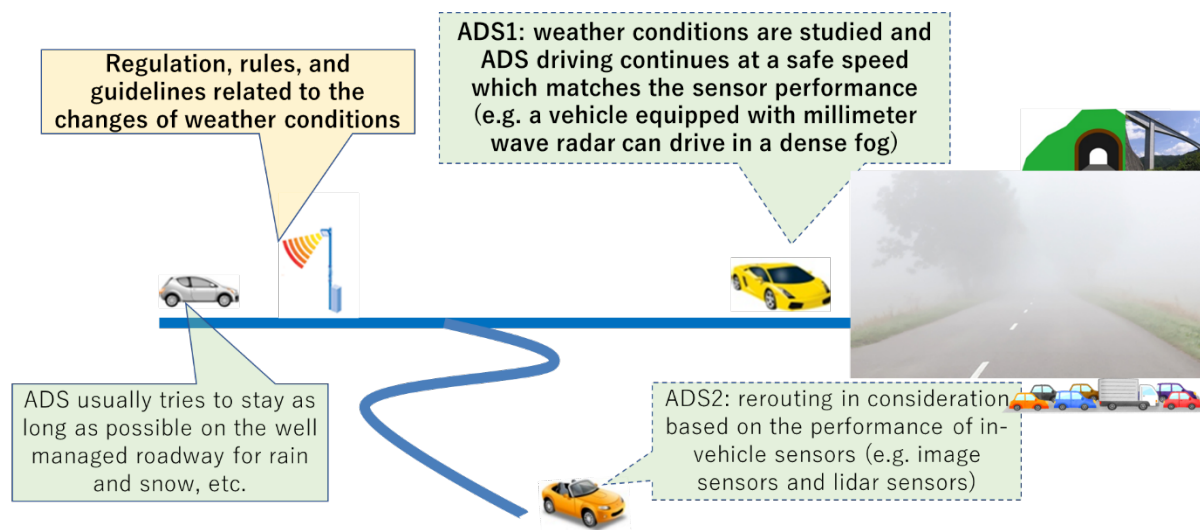 Regulation, rules, and
guidelines related to the
changes of weather conditions
ADS1: weather conditions are studied and
ADS driving continues at a safe speed
which matches the sensor performance
(e.g. a vehicle equipped with millimeter
wave radar can drive in a dense fog)
ADS usually tries to stay as
long as possible on the well
managed roadway for rain
and snow, etc.
ADS2: rerouting in consideration
based on the performance of in-
vehicle sensors (e.g. image
sensors and lidar sensors)